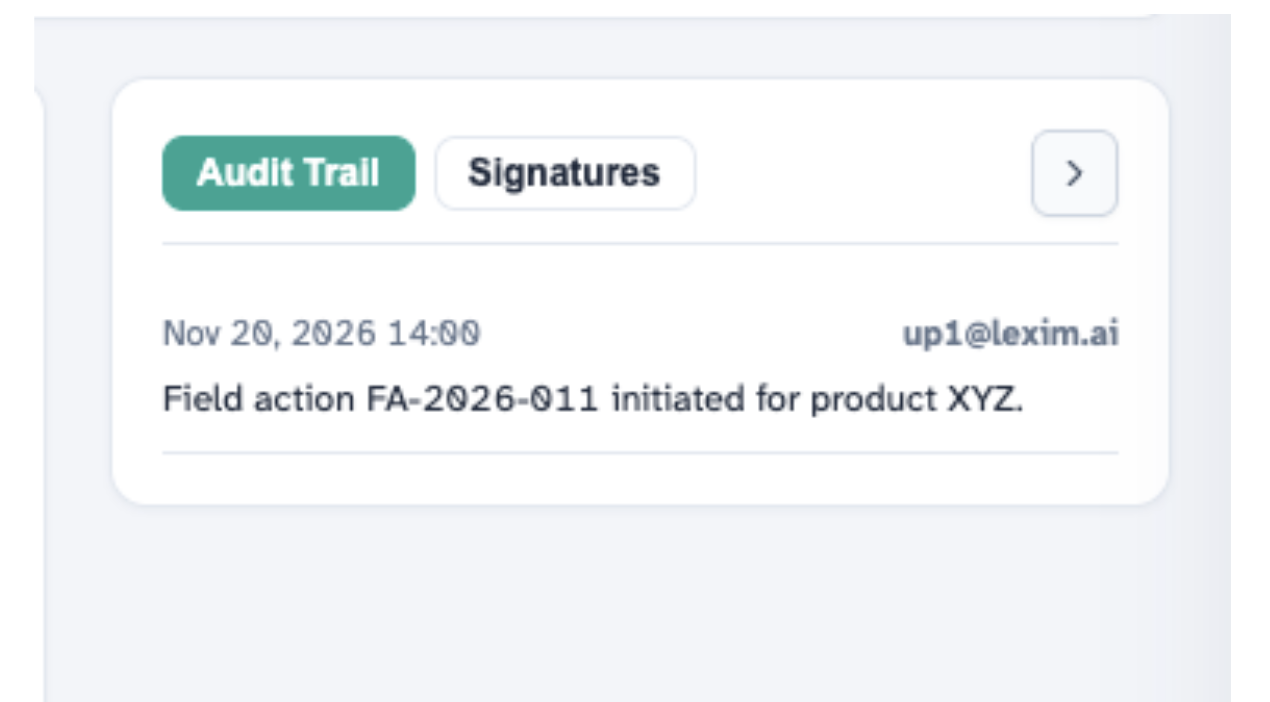 Audit Trail Signatures
Nov 20, 2026 14:00 up1@lexim.ai
Field action FA-2026-011 initiated for product XYZ.